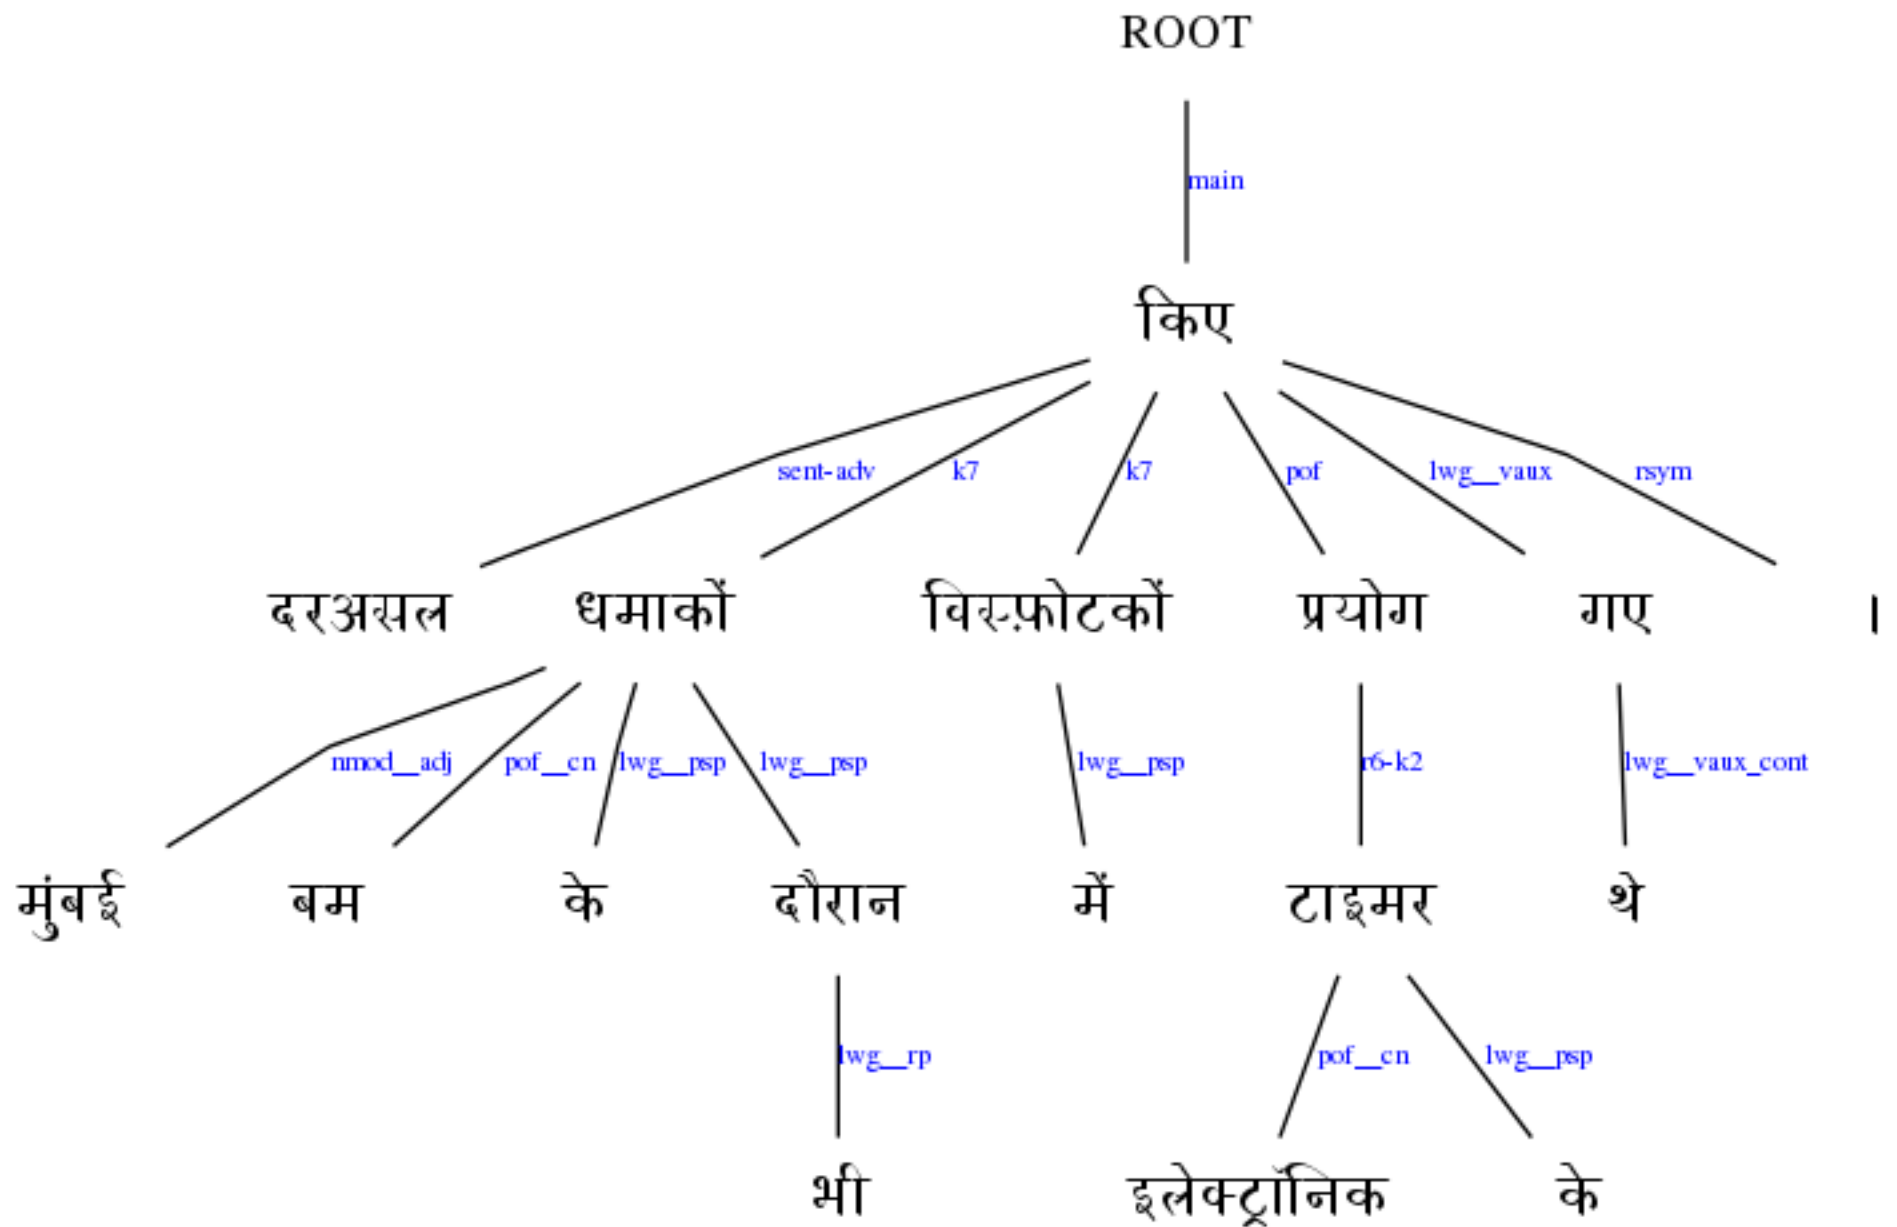 ROOT
main
किए
sent-adv k7 k7 pof lwg__vaux rsym
दरअसल धमाकों विस्फ़ोटकों प्रयोग गए ।
nmod__adj pof__cn lwg__psp lwg__psp lwg__psp r6-k2 lwg__vaux_cont
मुंबई बम के दौरान में टाइमर थे
lwg__rp pof__cn lwg__psp
भी इलेक्ट्रॉनिक के